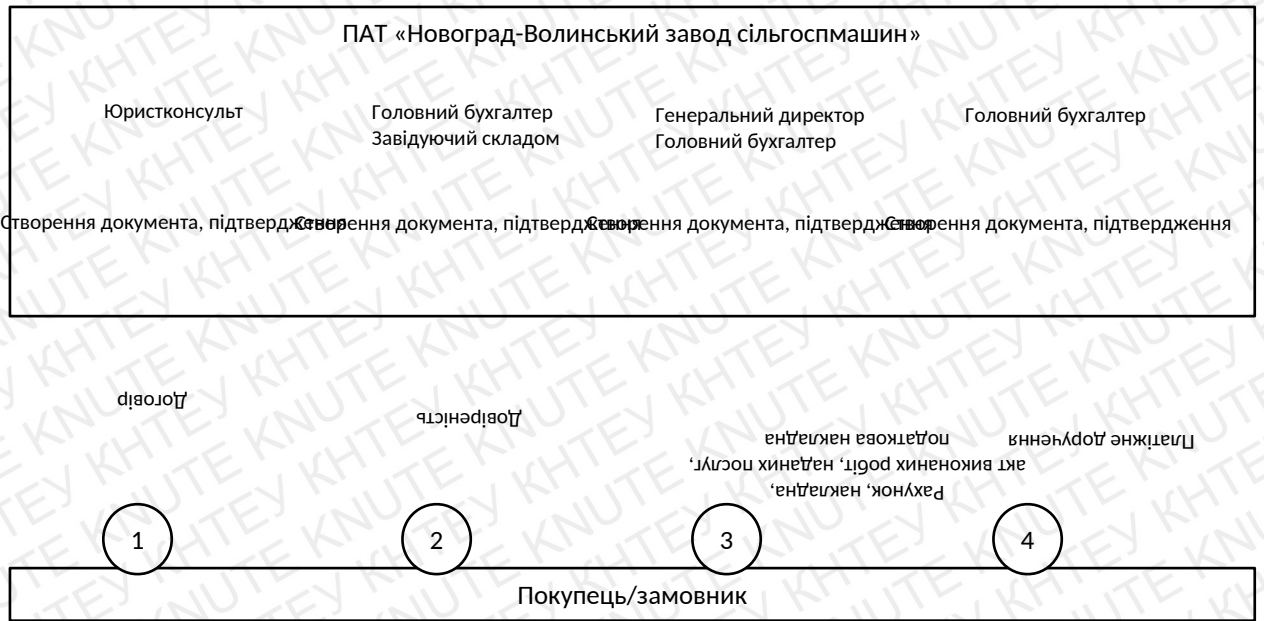 ПАТ «Новоград-Волинський завод сільгоспмашин»
Юристконсульт
Головний бухгалтер
Завідуючий складом
Генеральний директор
Головний бухгалтер
Головний бухгалтер
Створення документа, підтвердження
Створення документа, підтвердження
Створення документа, підтвердження
Створення документа, підтвердження
Договір
Довіреність
Рахунок, накладна,
акт виконаних робіт, наданих послуг,
податкова накладна
Платіжне доручення
1
2
3
4
Покупець/замовник